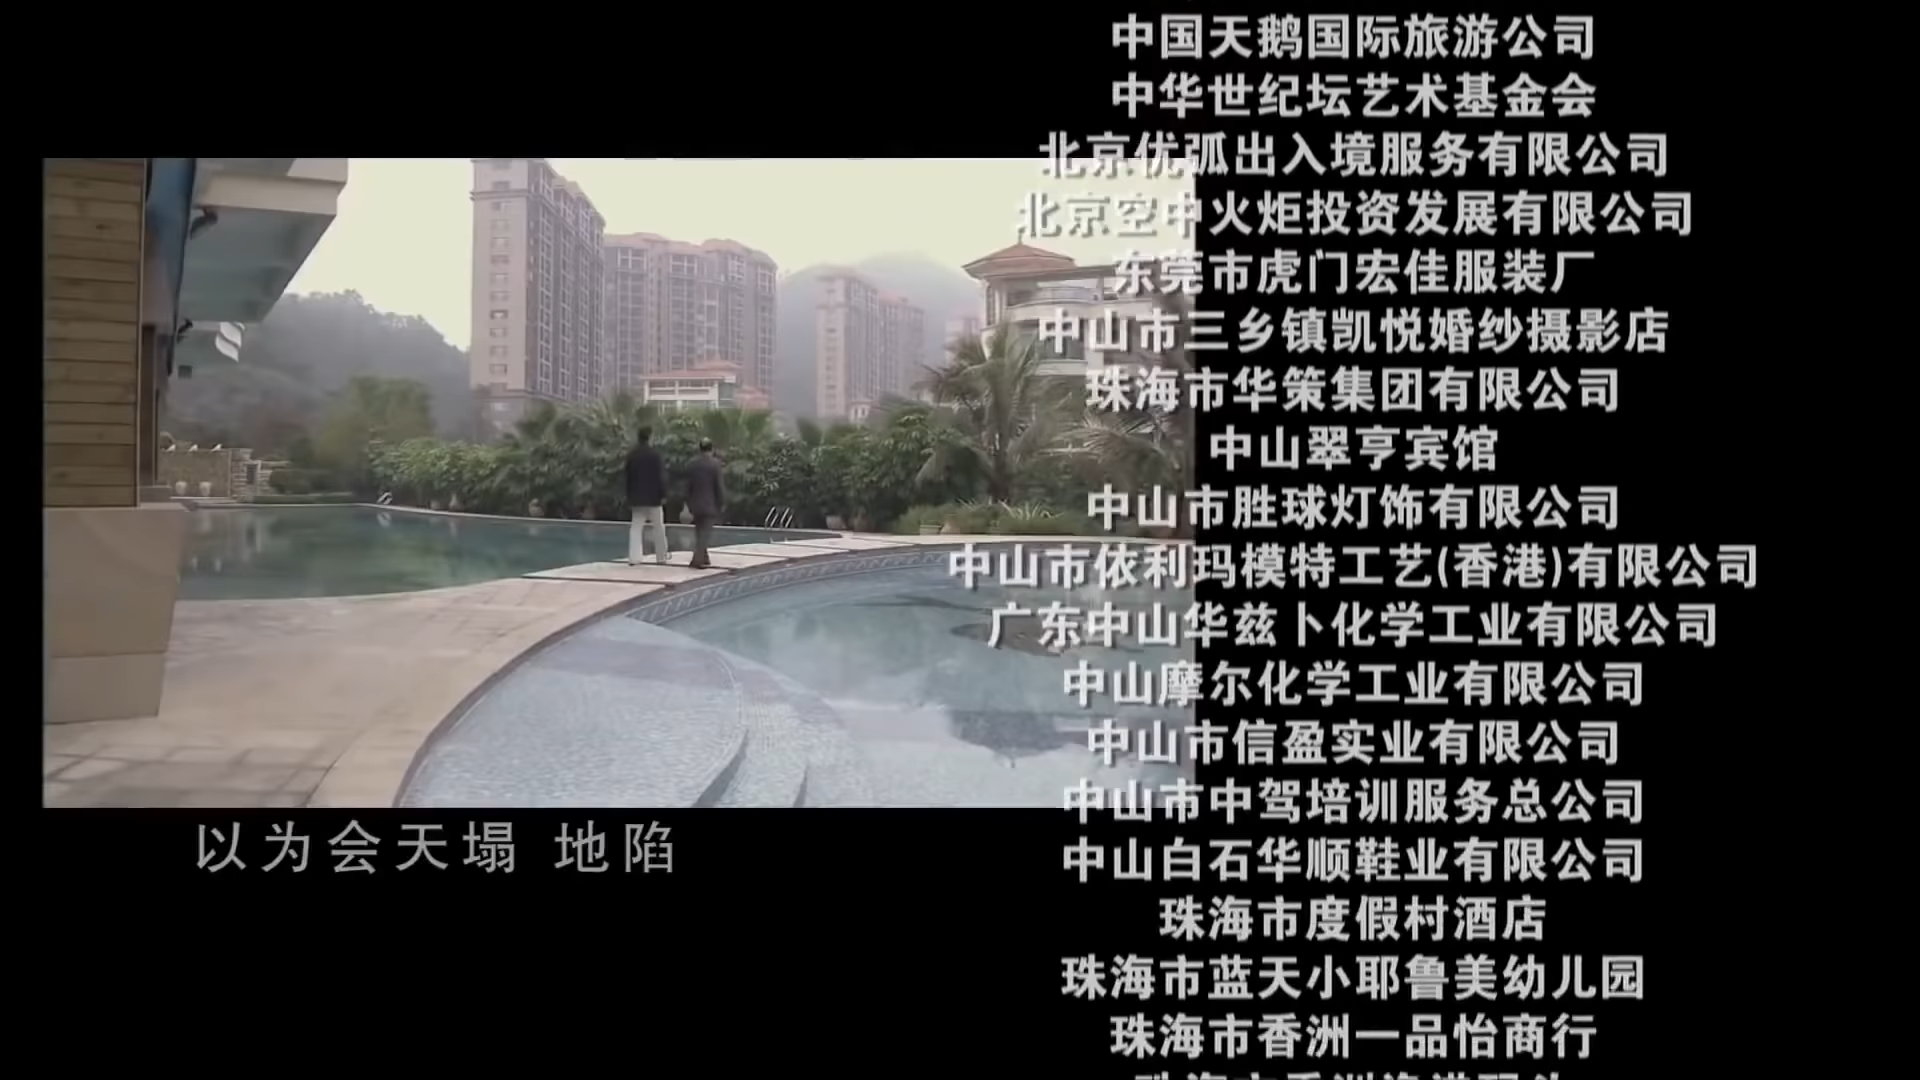 中国天鹅国际旅游公司
中华世纪坛艺术基金会
北京优弧出入境服务有限公司
北京空中火炬投资发展有限公司
东莞市虎门宏佳服装厂
中山市三乡镇凯悦婚纱摄影店
珠海市华策集团有限公司
中山翠亨宾馆
中山市胜球灯饰有限公司
中山市依利玛模特工艺(香港)有限公司
广东中山华兹卜化学工业有限公司
中山摩尔化学工业有限公司
中山市信盈实业有限公司
中山市中驾培训服务总公司
中山白石华顺鞋业有限公司
珠海市度假村酒店
珠海市蓝天小耶鲁美幼儿园
珠海市香洲一品怡商行
以为会天塌 地陷